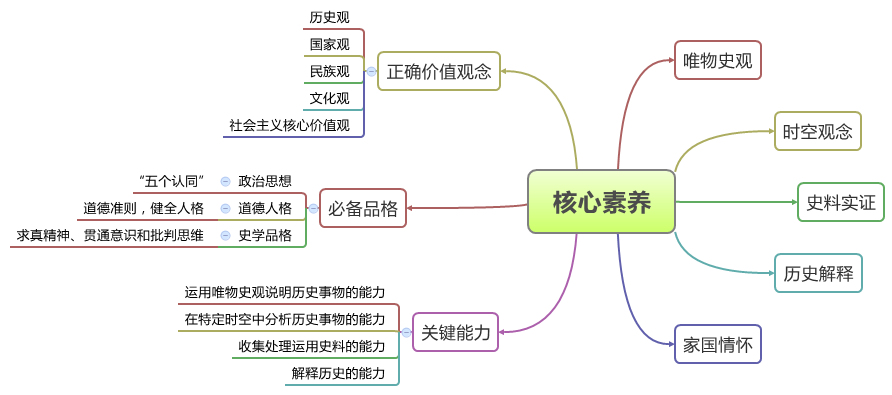 核心素养
唯物史观
时空观念
史料实证
历史解释
家国情怀
正确价值观念
历史观
国家观
民族观
文化观
社会主义核心价值观
必备品格
政治思想
“五个认同”
道德人格
道德准则，健全人格
史学品格
求真精神、贯通意识和批判思维
关键能力
运用唯物史观说明历史事物的能力
在特定时空中分析历史事物的能力
收集处理运用史料的能力
解释历史的能力